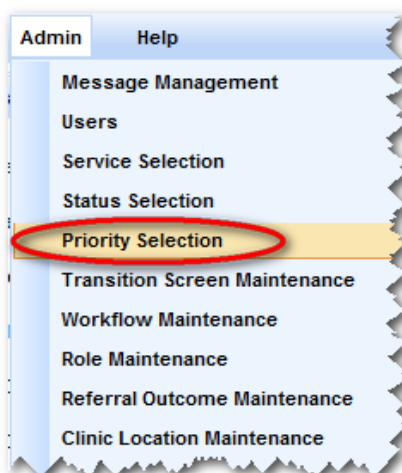 Admin Help
Message Management
Users
Service Selection
Status Selection
Priority Selection
Transition Screen Maintenance
Workflow Maintenance
Role Maintenance
Referral Outcome Maintenance
Clinic Location Maintenance